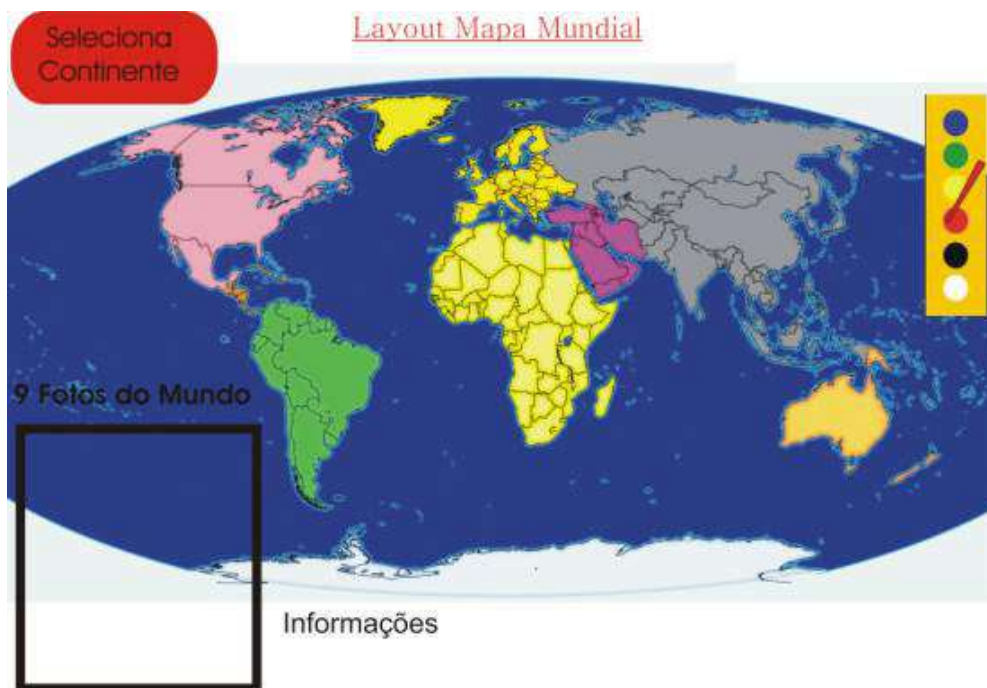 Layout Mapa Mundial
Seleciona
Continente
9 Fotos do Mundo
Informações